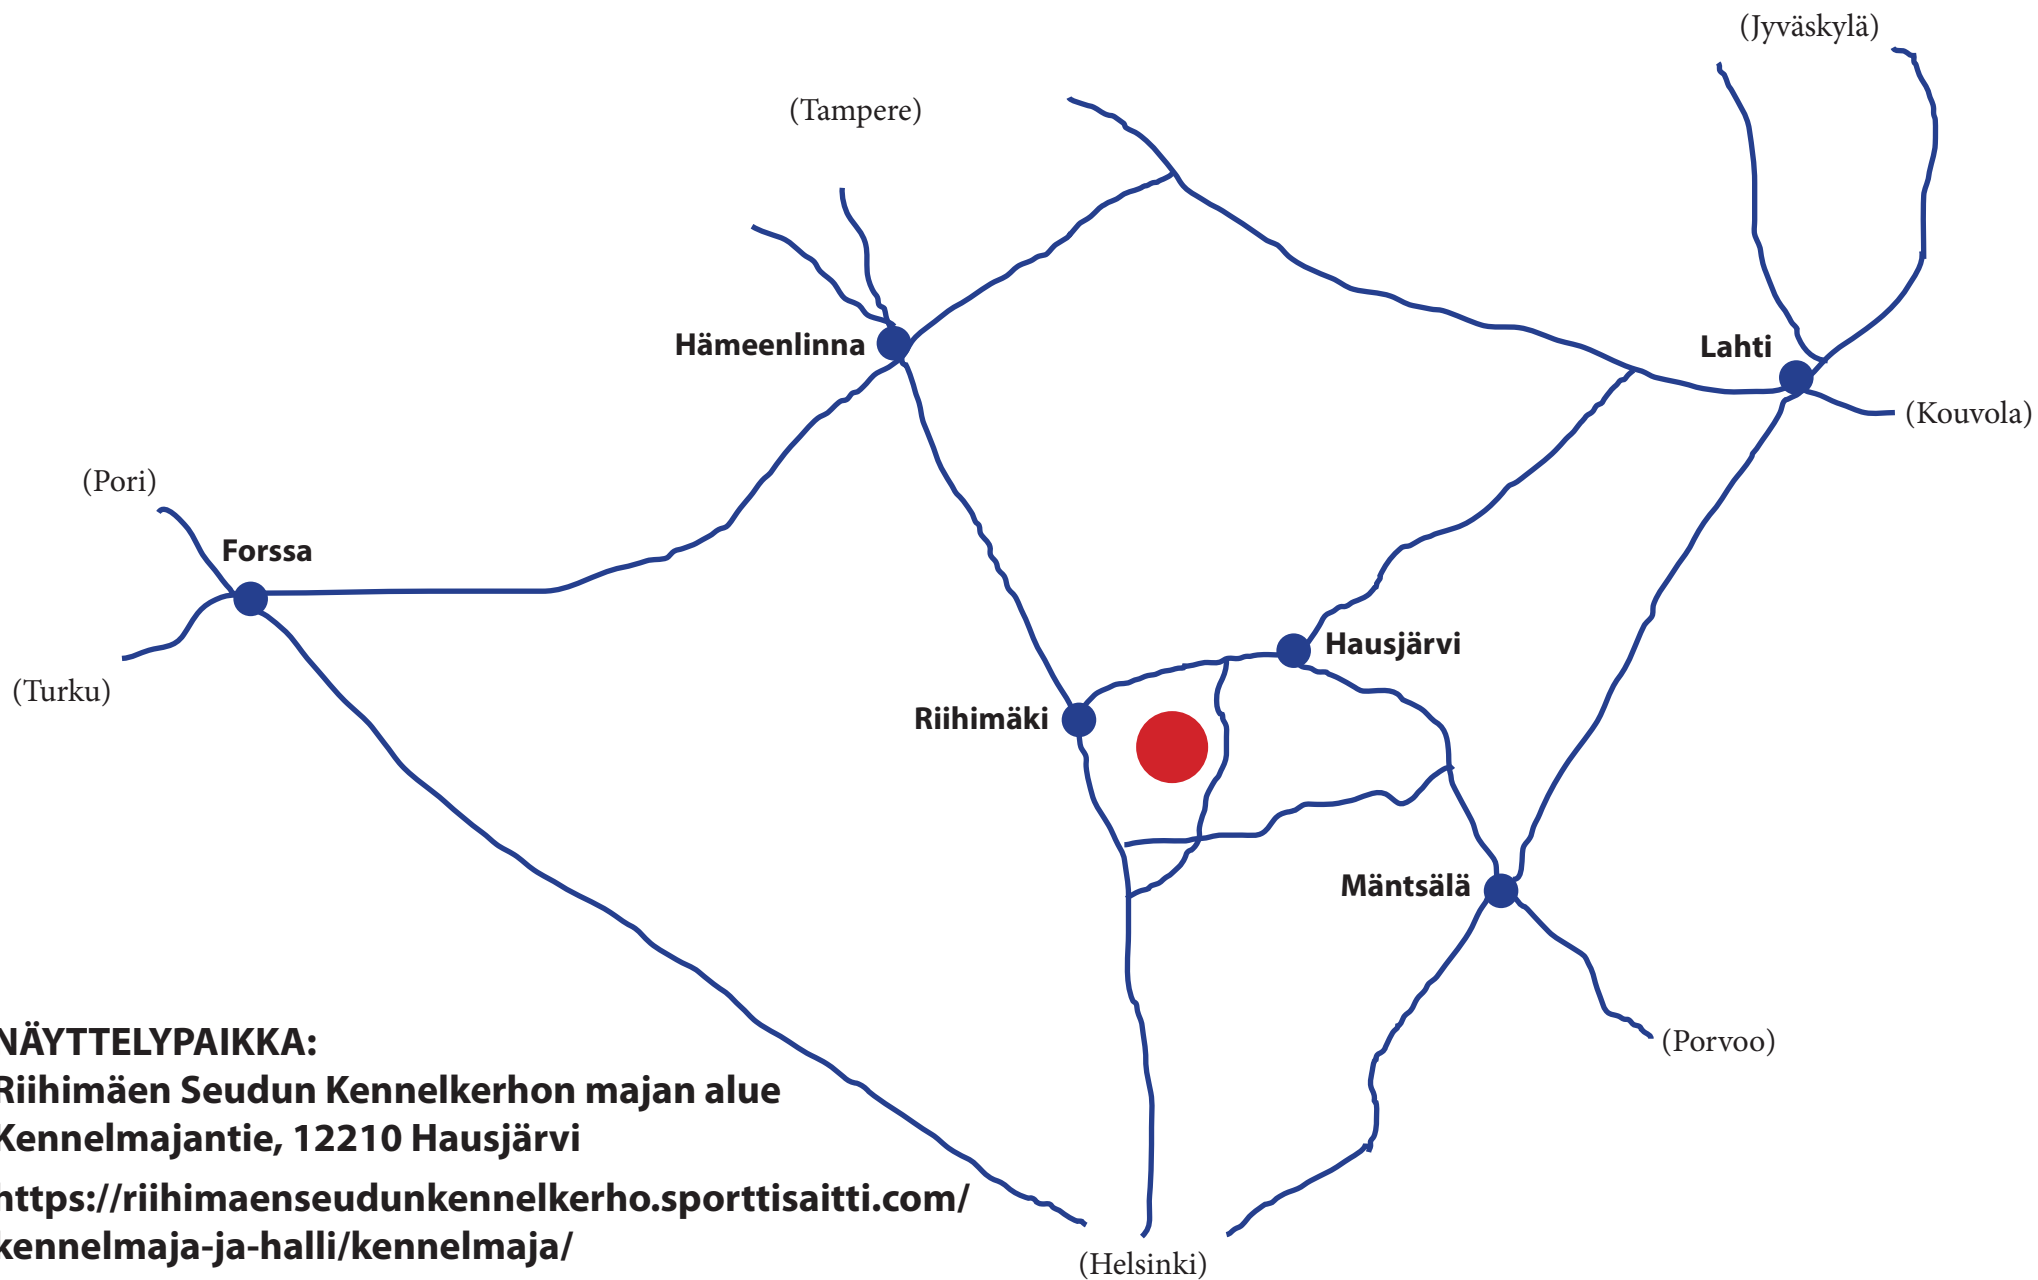 (Jyväskylä)
(Tampere)
Hämeenlinna
Lahti
(Kouvola)
(Pori)
Forssa
Hausjärvi
(Turku)
Riihimäki
Mäntsälä
NÄYTTELYPAIKKA:
(Porvoo)
Riihimäen Seudun Kennelkerhon majan alue
Kennelmajantie, 12210 Hausjärvi
https://riihimaenseudunkennelkerho.sporttisaitti.com/
kennelmaja-ja-halli/kennelmaja/
(Helsinki)